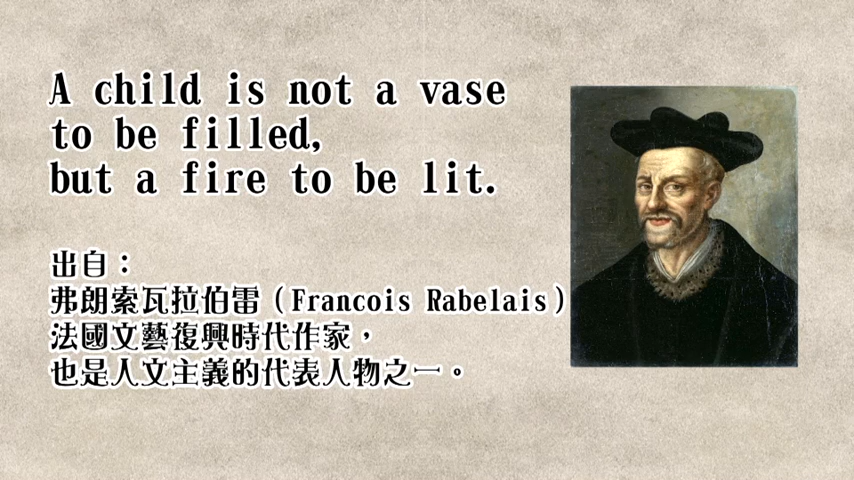 A child is not a vase
to be filled,
but a fire to be lit.
出自：
弗朗索瓦拉伯雷（Francois Rabelais）
法國文藝復興時代作家，
也是人文主義的代表人物之一。